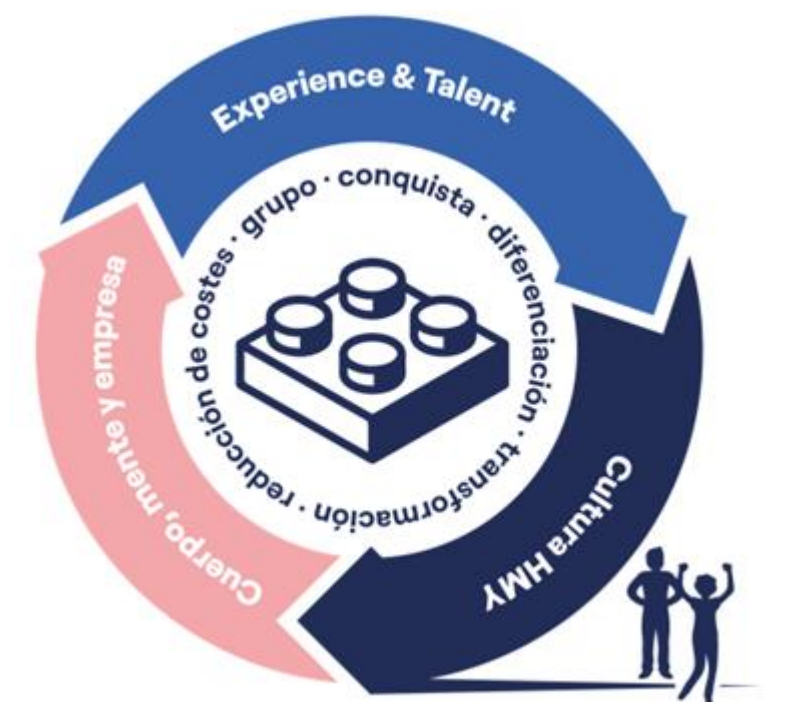 Experience & Talent
Cultura HMY
Cuerpo, mente y empresa
grupo · conquista · diferenciación · transformación · reducción de costes ·